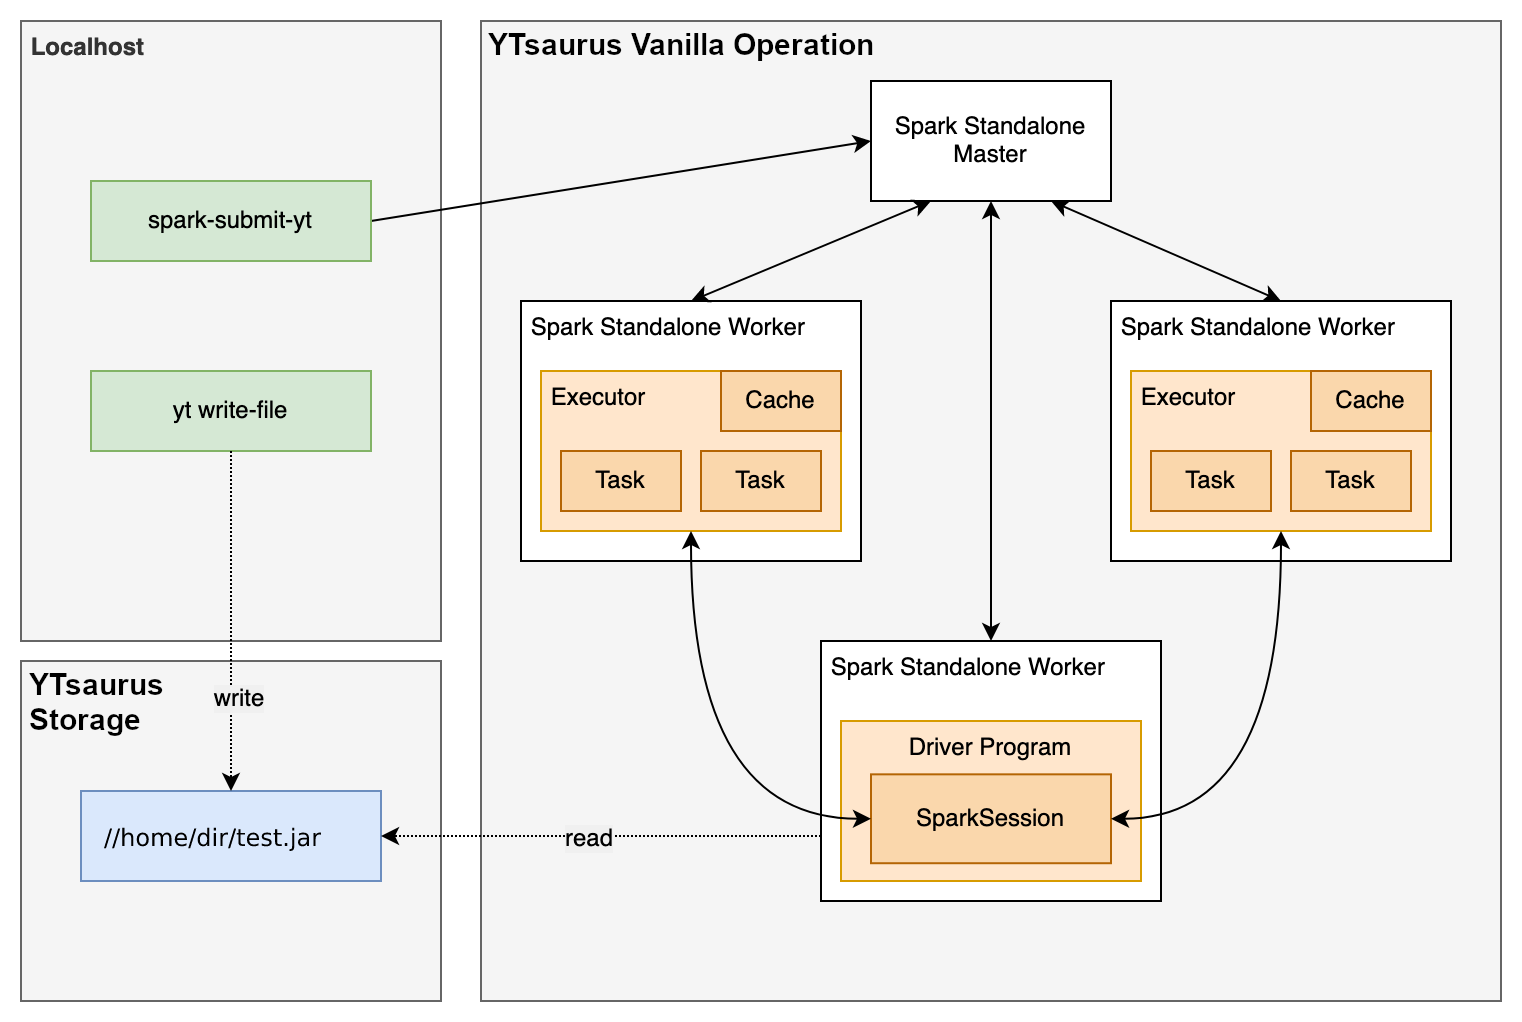 Localhost
spark-submit-yt
yt write-file
YTsaurus
Storage
write
//home/dir/test.jar
YTsaurus Vanilla Operation
Spark Standalone
Master
Spark Standalone Worker
Executor
Cache
Task
Task
Spark Standalone Worker
Executor
Cache
Task
Task
Spark Standalone Worker
Driver Program
SparkSession
read